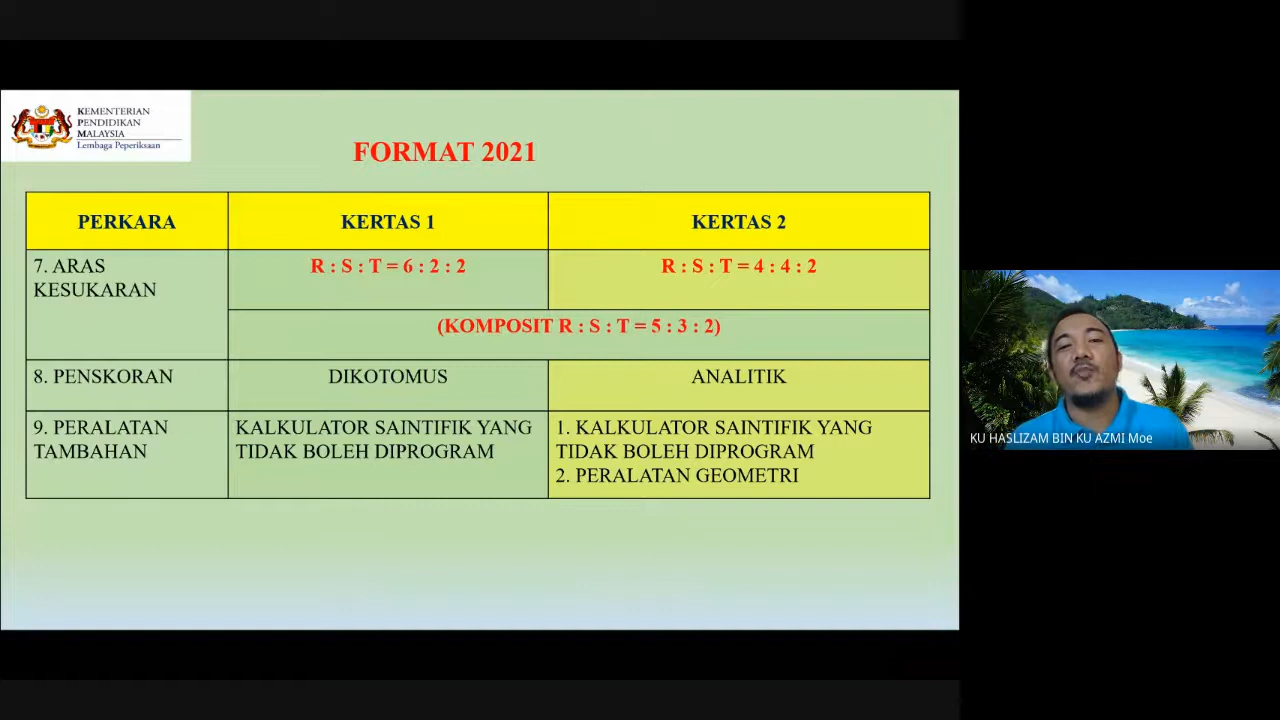 KEMENTERIAN
PENDIDIKAN
MALAYSIA
Lembaga Peperiksaan
FORMAT 2021
PERKARA
KERTAS 1
KERTAS 2
7. ARAS
KESUKARAN
R : S : T = 6 : 2 : 2
R : S : T = 4 : 4 : 2
(KOMPOSIT R : S : T = 5 : 3 : 2)
8. PENSKORAN
DIKOTOMUS
ANALITIK
9. PERALATAN
TAMBAHAN
KALKULATOR SAINTIFIK YANG
TIDAK BOLEH DIPROGRAM
1. KALKULATOR SAINTIFIK YANG
TIDAK BOLEH DIPROGRAM
2. PERALATAN GEOMETRI
KU HASLIZAM BIN KU AZMI Moe